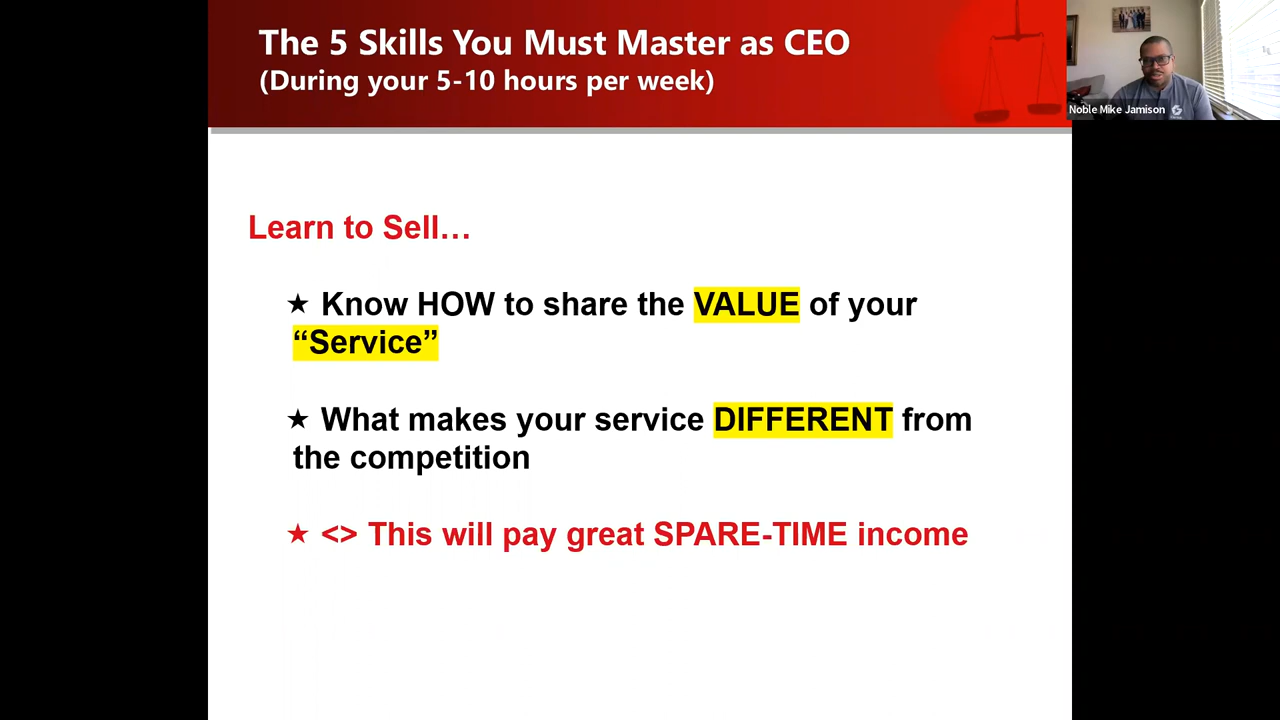 The 5 Skills You Must Master as CEO
(During your 5-10 hours per week)
Noble Mike Jamison
Learn to Sell…
★ Know HOW to share the VALUE of your
“Service”
★ What makes your service DIFFERENT from
the competition
★ <> This will pay great SPARE-TIME income